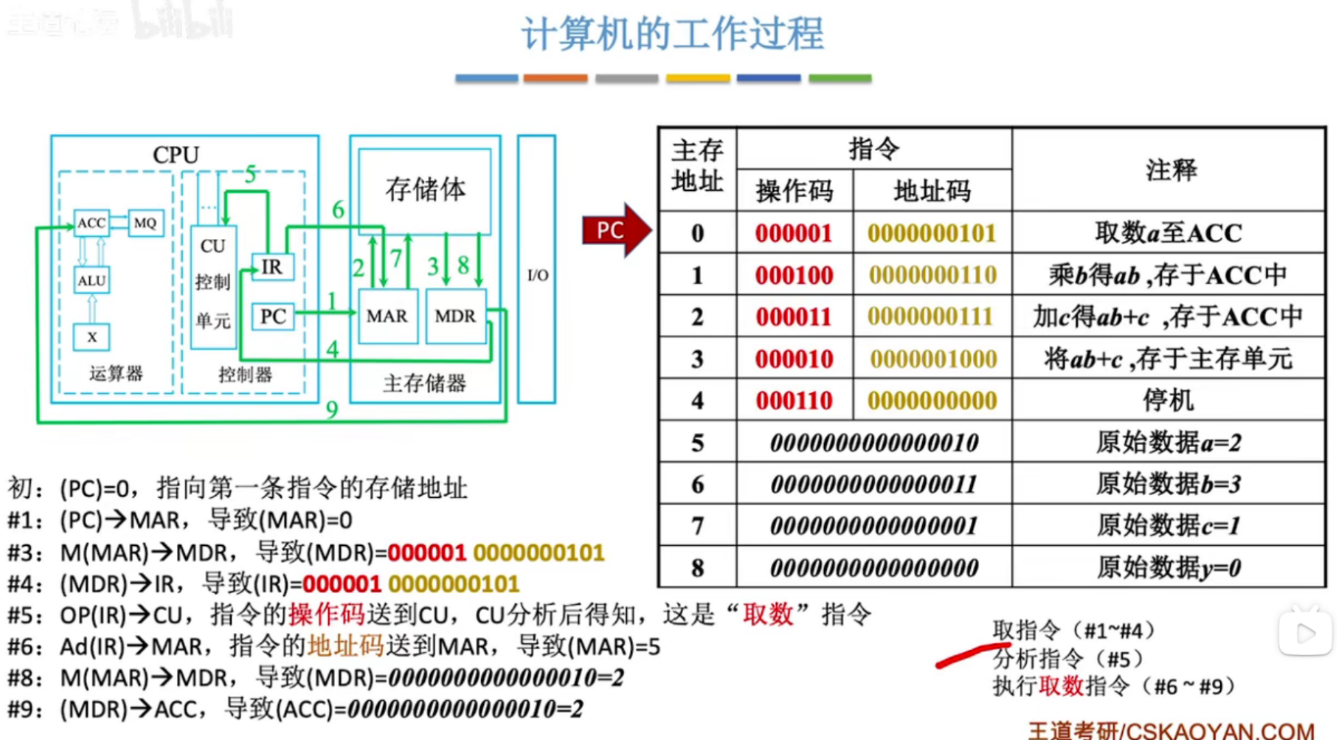 bilibili
计算机的工作过程
CPU
ACC
MQ
ALU
X
运算器
...
CU
控制
单元
IR
PC
控制器
存储体
MAR
MDR
主存储器
I/O
5
6
2
7
3
8
1
4
9
PC
主存地址 指令 注释
操作码 地址码
0 000001 0000000101 取数a至ACC
1 000100 0000000110 乘b得ab ,存于ACC中
2 000011 0000000111 加c得ab+c ,存于ACC中
3 000010 0000001000 将ab+c ,存于主存单元
4 000110 0000000000 停机
5 0000000000000010 原始数据a=2
6 0000000000000011 原始数据b=3
7 0000000000000001 原始数据c=1
8 0000000000000000 原始数据y=0
初：(PC)=0，指向第一条指令的存储地址
#1：(PC)→MAR，导致(MAR)=0
#3：M(MAR)→MDR，导致(MDR)=000001 0000000101
#4：(MDR)→IR，导致(IR)=000001 0000000101
#5：OP(IR)→CU，指令的操作码送到CU，CU分析后得知，这是“取数”指令
#6：Ad(IR)→MAR，指令的地址码送到MAR，导致(MAR)=5
#8：M(MAR)→MDR，导致(MDR)=0000000000000010=2
#9：(MDR)→ACC，导致(ACC)=0000000000000010=2
取指令（#1~#4）
分析指令（#5）
执行取数指令（#6 ~ #9）
王道考研/CSKAOYAN.COM